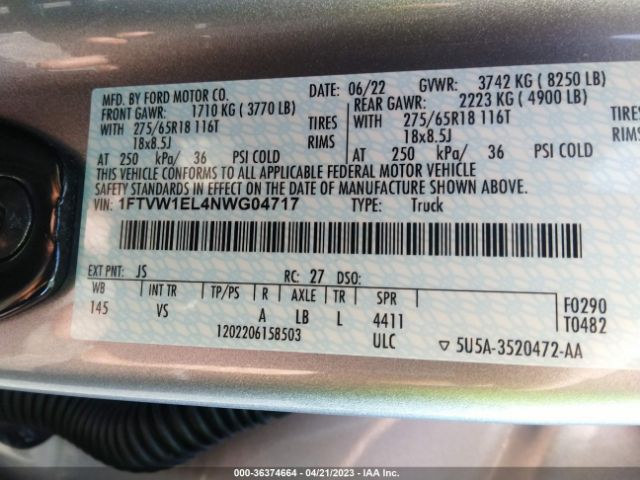 MFD. BY FORD MOTOR CO.
DATE: 06/22 GVWR: 3742 KG ( 8250 LB)
FRONT GAWR: 1710 KG ( 3770 LB)
REAR GAWR: 2223 KG ( 4900 LB)
WITH 275/65R18 116T TIRES
WITH 275/65R18 116T TIRES
18x8.5J RIMS
18x8.5J RIMS
AT 250 kPa/ 36 PSI COLD
AT 250 kPa/ 36 PSI COLD
THIS VEHICLE CONFORMS TO ALL APPLICABLE FEDERAL MOTOR VEHICLE
SAFETY STANDARDS IN EFFECT ON THE DATE OF MANUFACTURE SHOWN ABOVE.
VIN: 1FTVW1EL4NWG04717 TYPE: Truck
EXT PNT: JS RC: 27 DSO:
WB INT TR TP/PS R AXLE TR SPR F0290
145 VS A LB L 4411 T0482
1202206158503 ULC ▽ 5U5A-3520472-AA
000-36374664 / 04/21/2023 / IAA Inc.